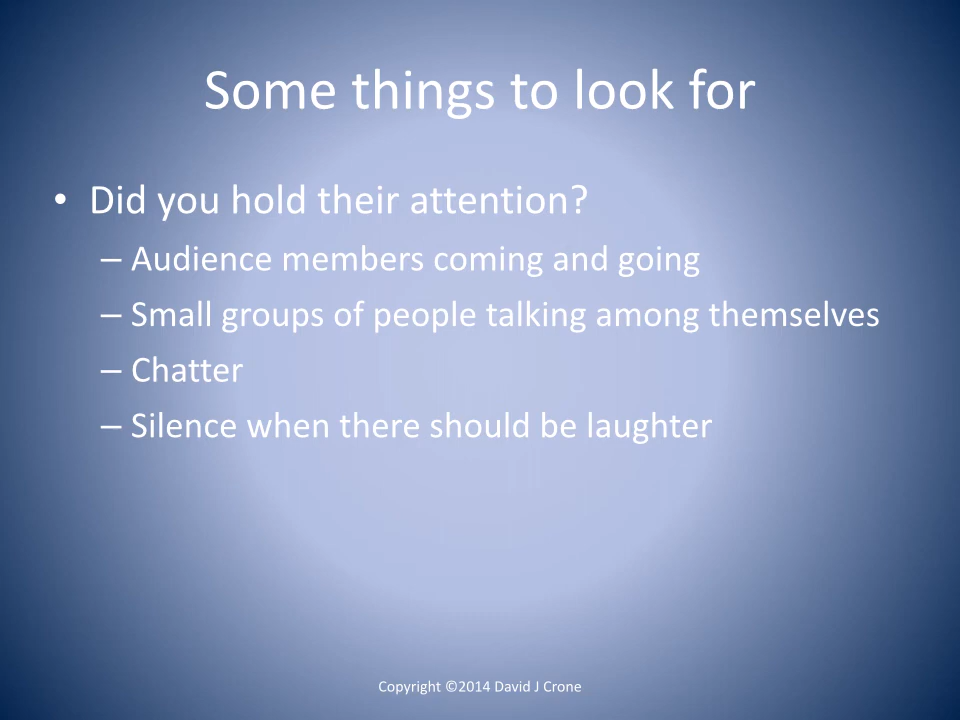 Some things to look for
• Did you hold their attention?
– Audience members coming and going
– Small groups of people talking among themselves
– Chatter
– Silence when there should be laughter
Copyright ©2014 David J Crone